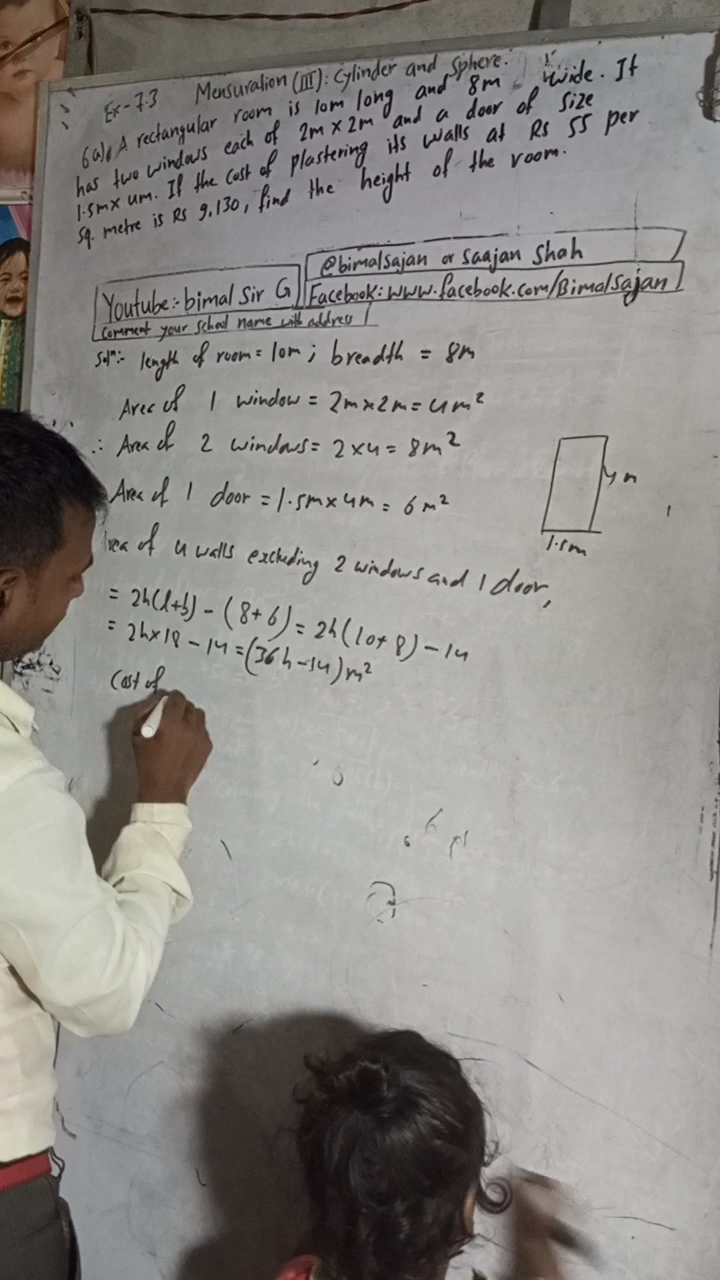 Ex-7.3 Mensuration (III): Cylinder and Sphere.
6a) A rectangular room is 10m long and 8m wide. It
has two windows each of 2m x 2m and a door of size
1.5m x 4m. If the cost of plastering its walls at Rs 55 per
sq. metre is Rs 9,130, find the height of the room.
Youtube:- bimal Sir G
@bimalsajan or Saajan Shah
Facebook: www.facebook.com/Bimalsajan
Comment your school name with address
Solⁿ:- length of room = 10m ; breadth = 8m
Area of 1 window = 2m x 2m = 4m²
∴ Area of 2 windows = 2 x 4 = 8m²
Area of 1 door = 1.5m x 4m = 6m²
4m
1.5m
Area of 4 walls excluding 2 windows and 1 door,
= 2h(l+b) - (8+6) = 2h(10+8) - 14
= 2h x 18 - 14 = (36h - 14)m²
Cost of